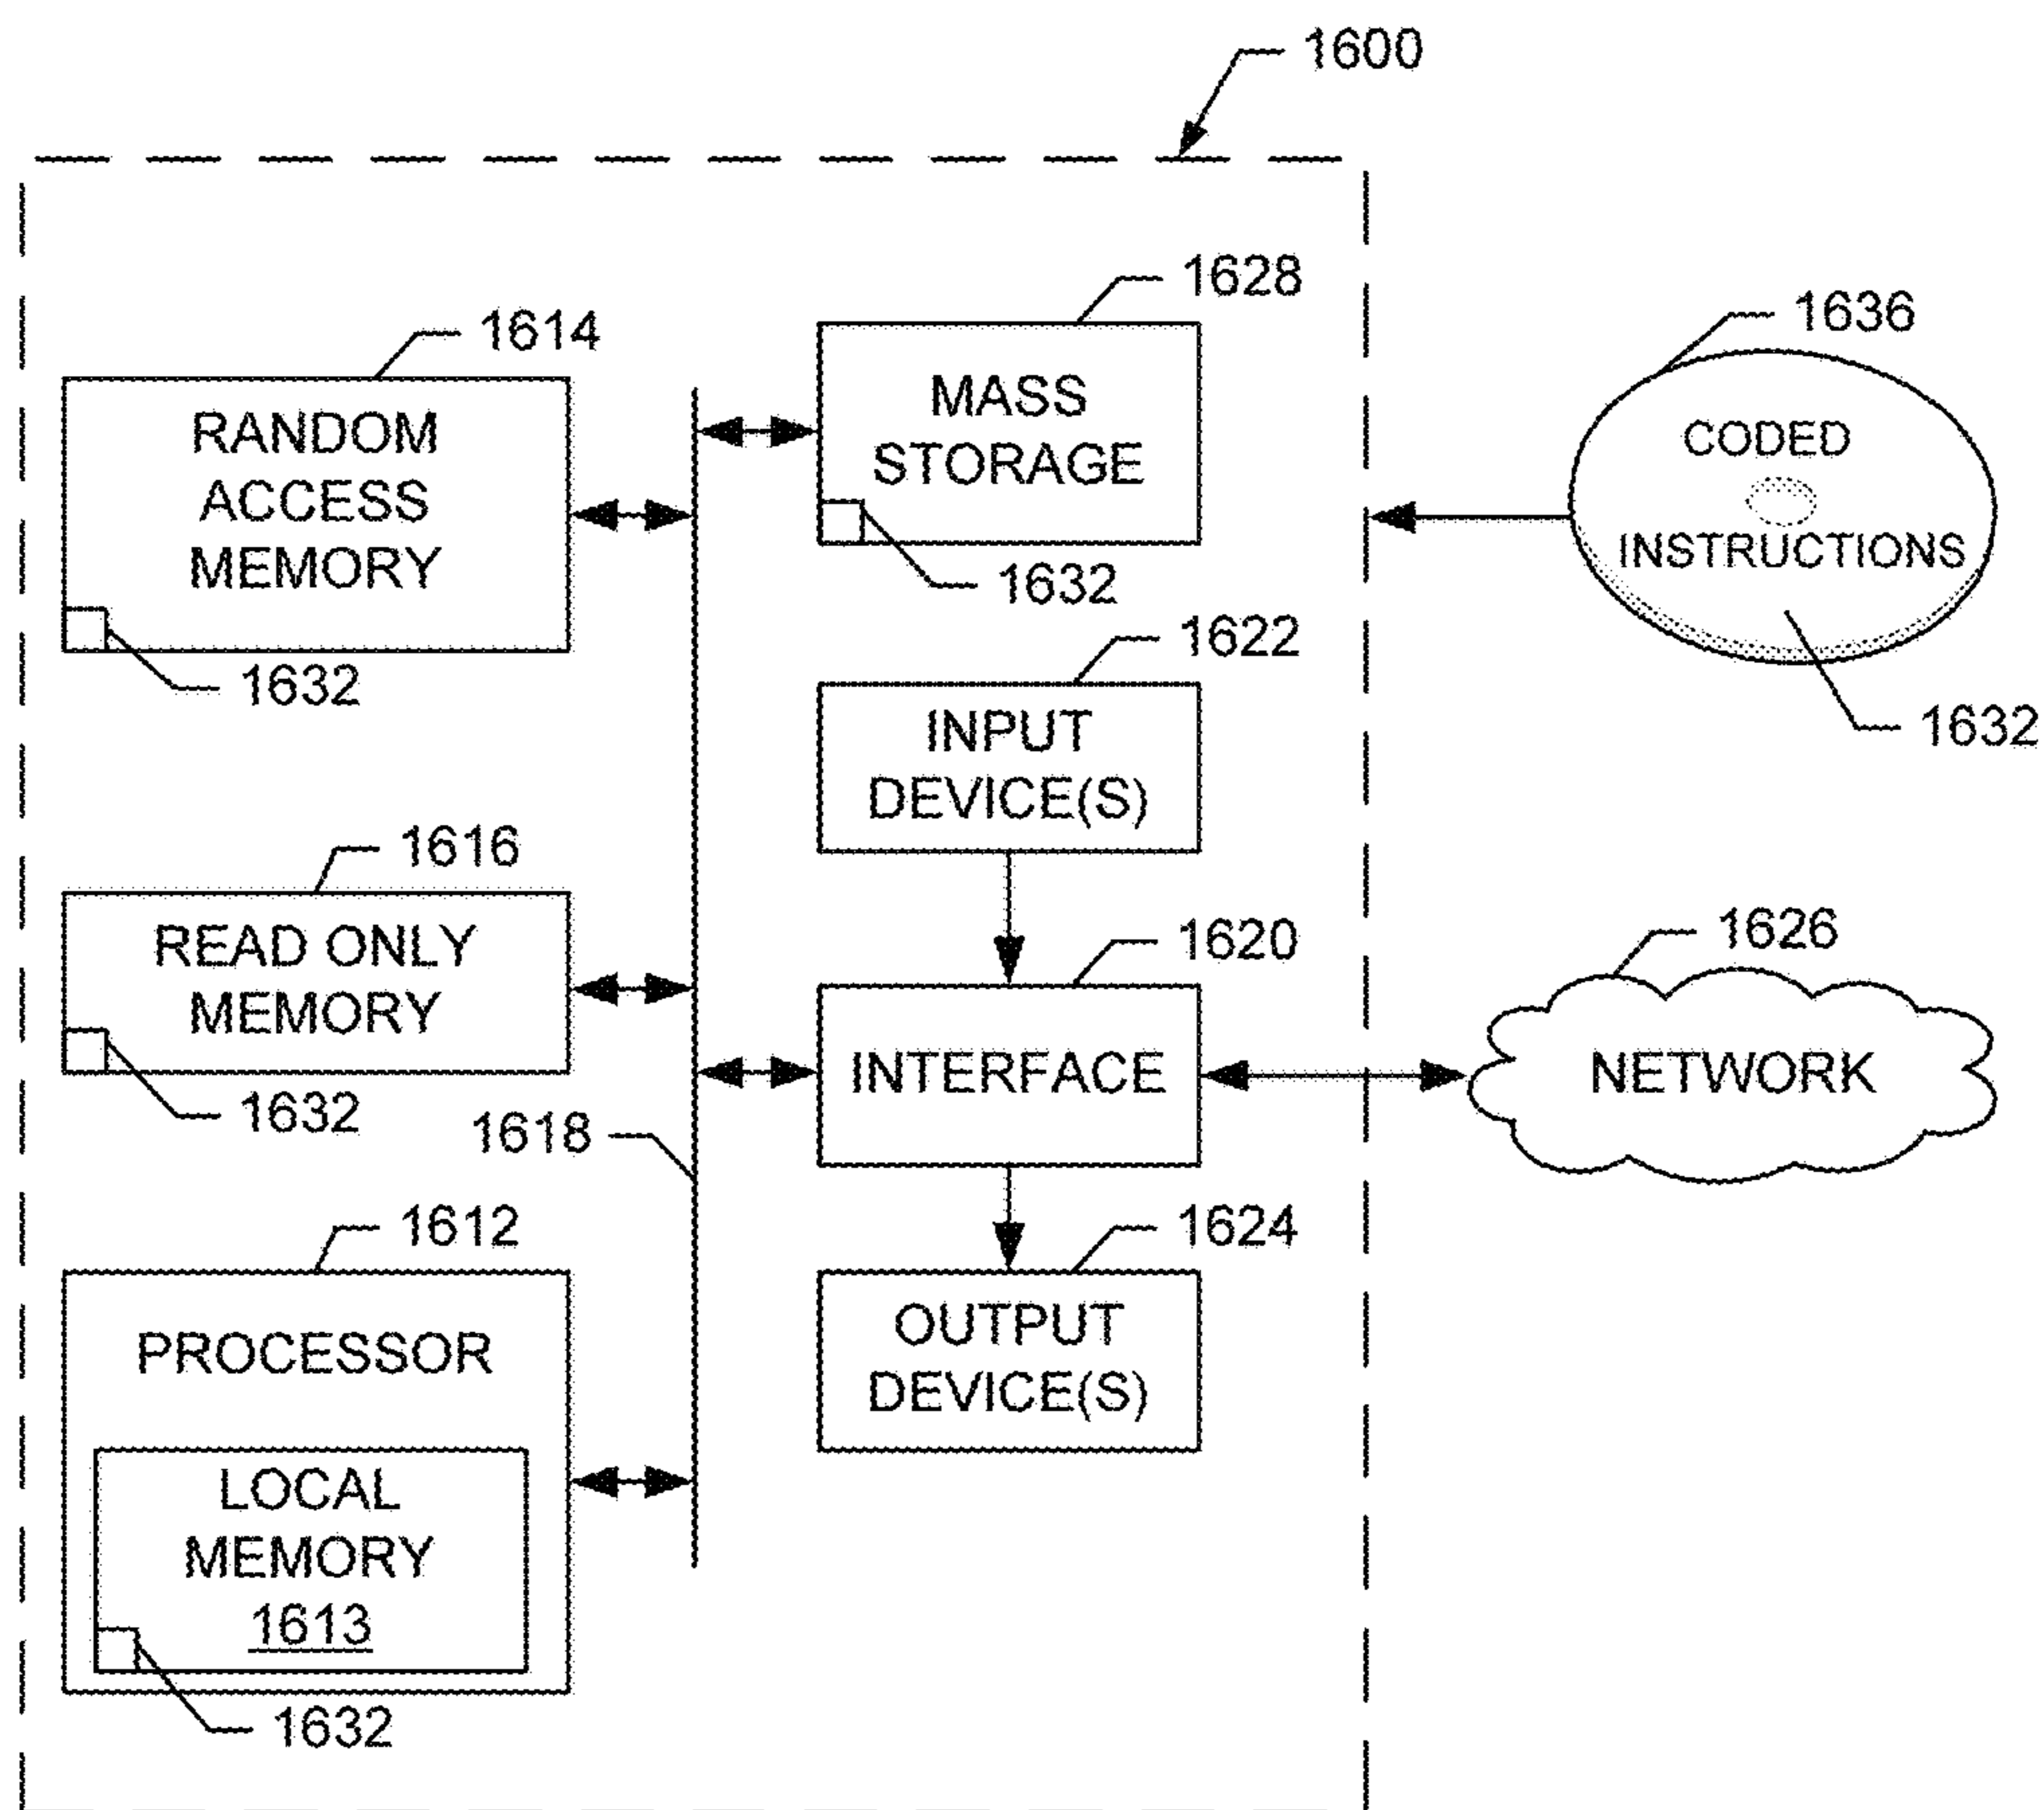 1600
1628
1614
1636
RANDOM
ACCESS
MEMORY
MASS
STORAGE
CODED
INSTRUCTIONS
1632
1632
1622
1632
INPUT
DEVICE(S)
1616
READ ONLY
MEMORY
1620
1626
INTERFACE
NETWORK
1632
1618
1612
1624
PROCESSOR
OUTPUT
DEVICE(S)
LOCAL
MEMORY
1613
1632